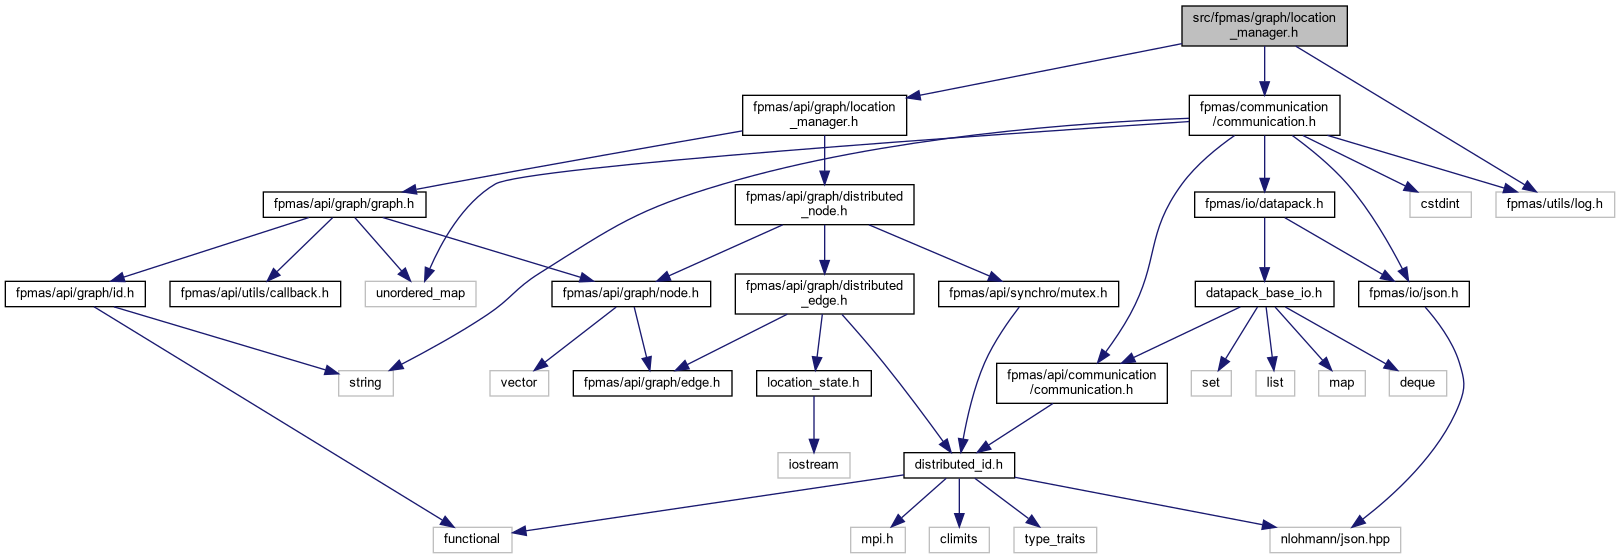 src/fpmas/graph/location
_manager.h
fpmas/api/graph/location
_manager.h
fpmas/communication
/communication.h
fpmas/api/graph/graph.h
fpmas/api/graph/distributed
_node.h
fpmas/io/datapack.h
cstdint
fpmas/utils/log.h
fpmas/api/graph/id.h
fpmas/api/utils/callback.h
unordered_map
fpmas/api/graph/node.h
fpmas/api/graph/distributed
_edge.h
fpmas/api/synchro/mutex.h
datapack_base_io.h
fpmas/io/json.h
string
vector
fpmas/api/graph/edge.h
location_state.h
fpmas/api/communication
/communication.h
set
list
map
deque
iostream
distributed_id.h
functional
mpi.h
climits
type_traits
nlohmann/json.hpp